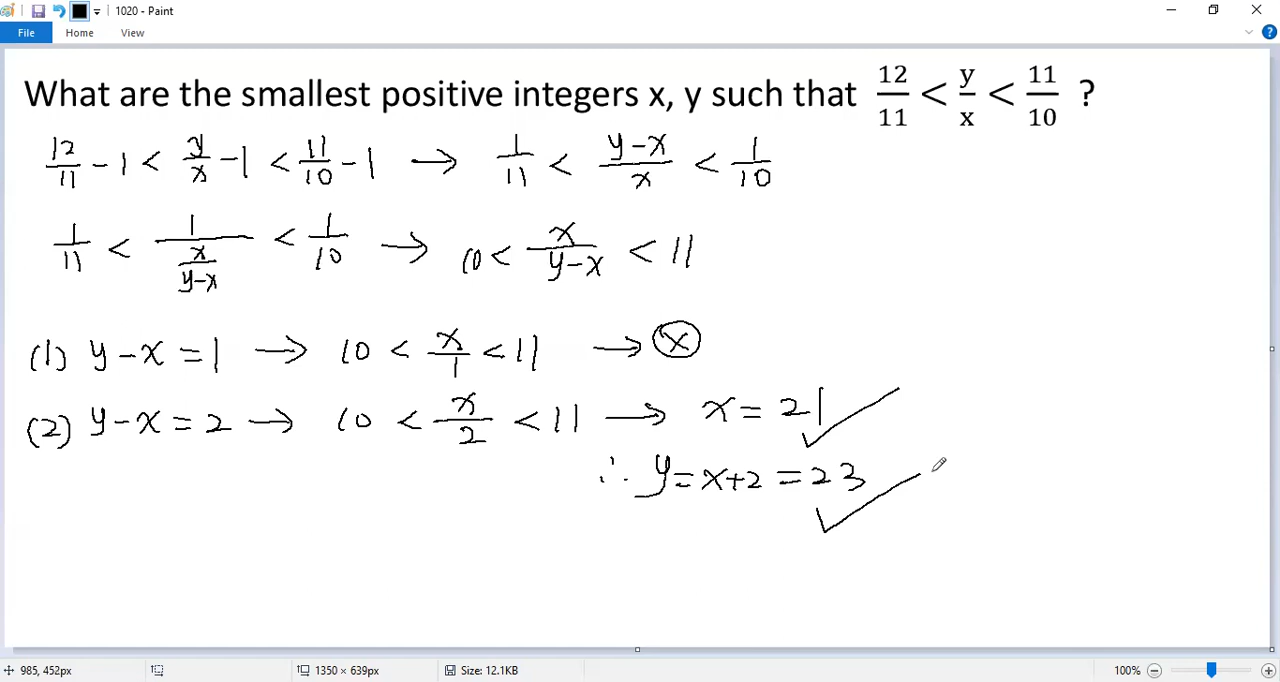 1020 - Paint
File Home View
What are the smallest positive integers x, y such that 12/11 < y/x < 11/10 ?
12/11 - 1 < y/x - 1 < 11/10 - 1 → 1/11 < (y-x)/x < 1/10
1/11 < 1/(x/(y-x)) < 1/10 → 10 < x/(y-x) < 11
(1) y-x = 1 → 10 < x/1 < 11 → ⓧ
(2) y-x = 2 → 10 < x/2 < 11 → x = 21 ✓
∴ y = x+2 = 23 ✓
985, 452px 1350 × 639px Size: 12.1KB 100%